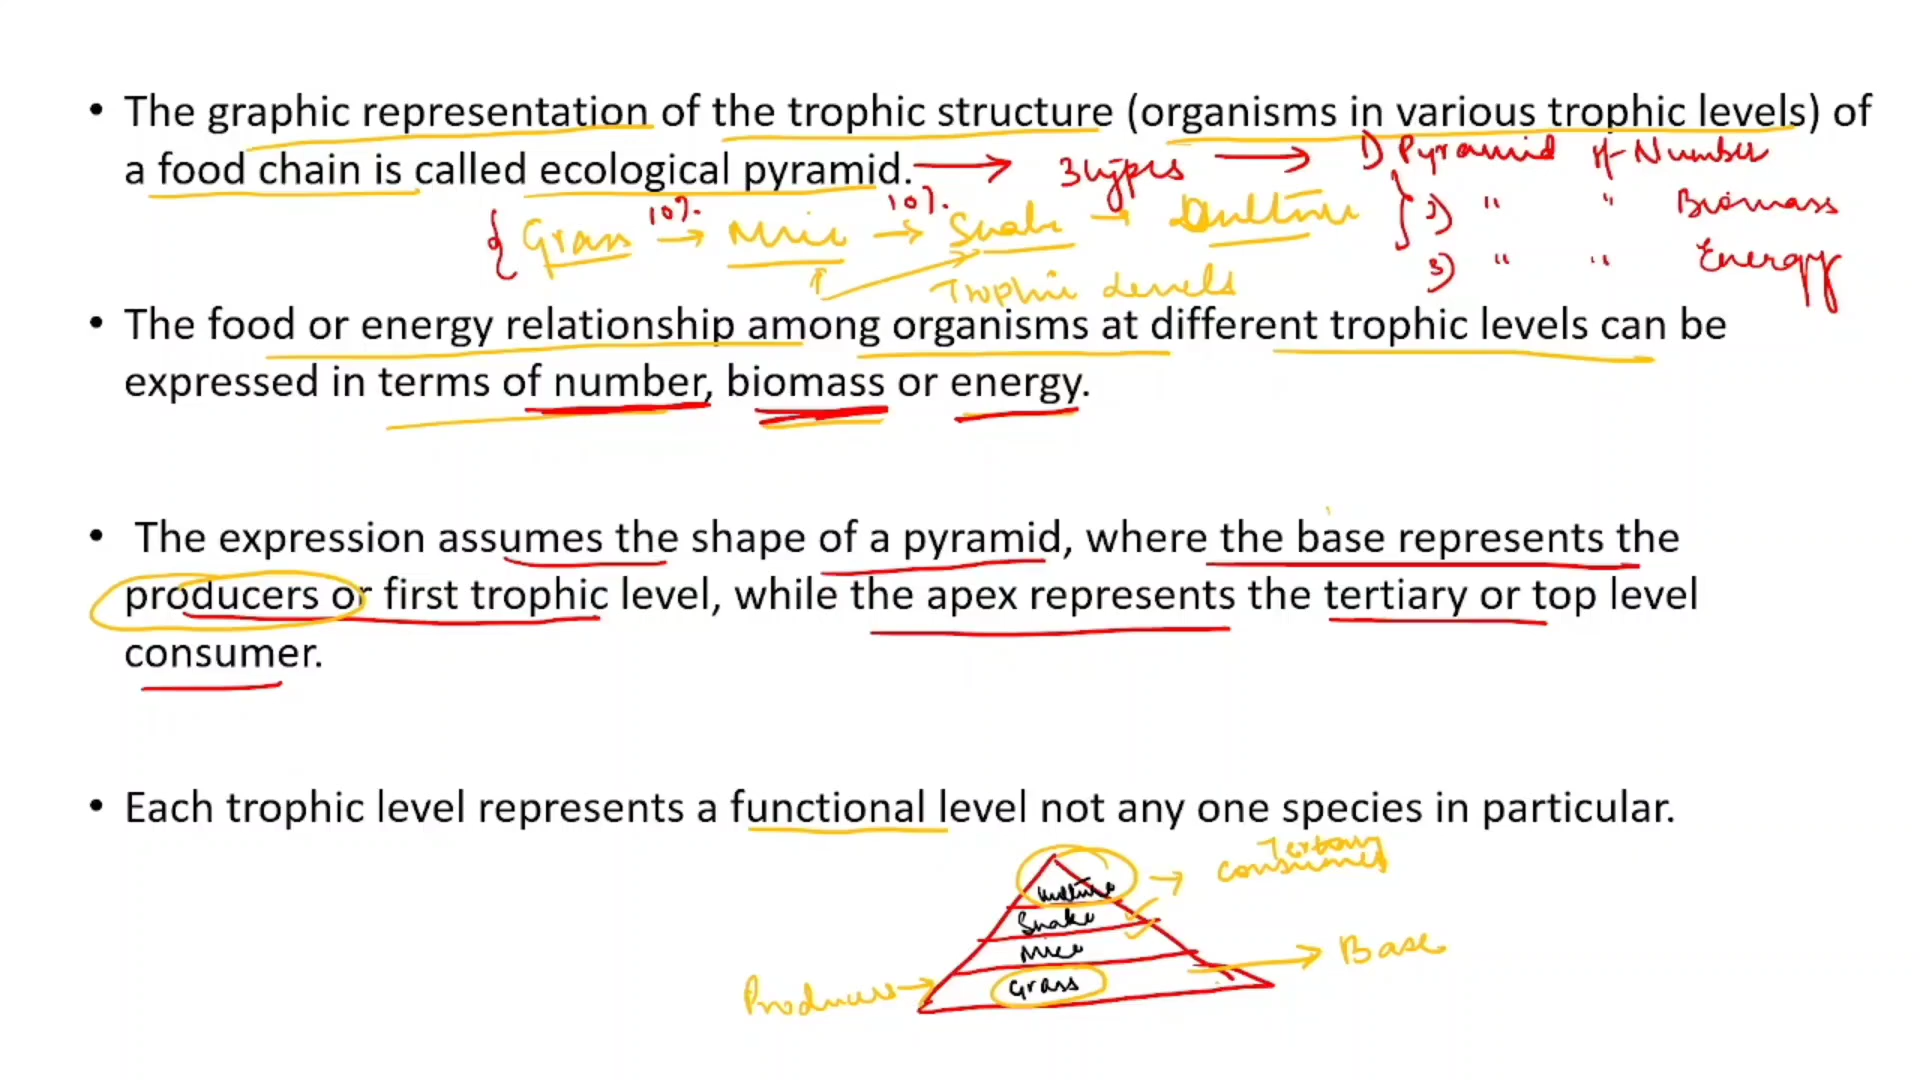 • The graphic representation of the trophic structure (organisms in various trophic levels) of
a food chain is called ecological pyramid. → 3 types → 1) Pyramid of Number
2) " " Biomass
3) " " Energy
{ Grass 10% → Mice 10% → Snake → Vulture
Trophic Levels
• The food or energy relationship among organisms at different trophic levels can be
expressed in terms of number, biomass or energy.
• The expression assumes the shape of a pyramid, where the base represents the
producers or first trophic level, while the apex represents the tertiary or top level
consumer.
• Each trophic level represents a functional level not any one species in particular.
Vulture → Tertiary
consumers
Snake
Mice
Producers → Grass → Base